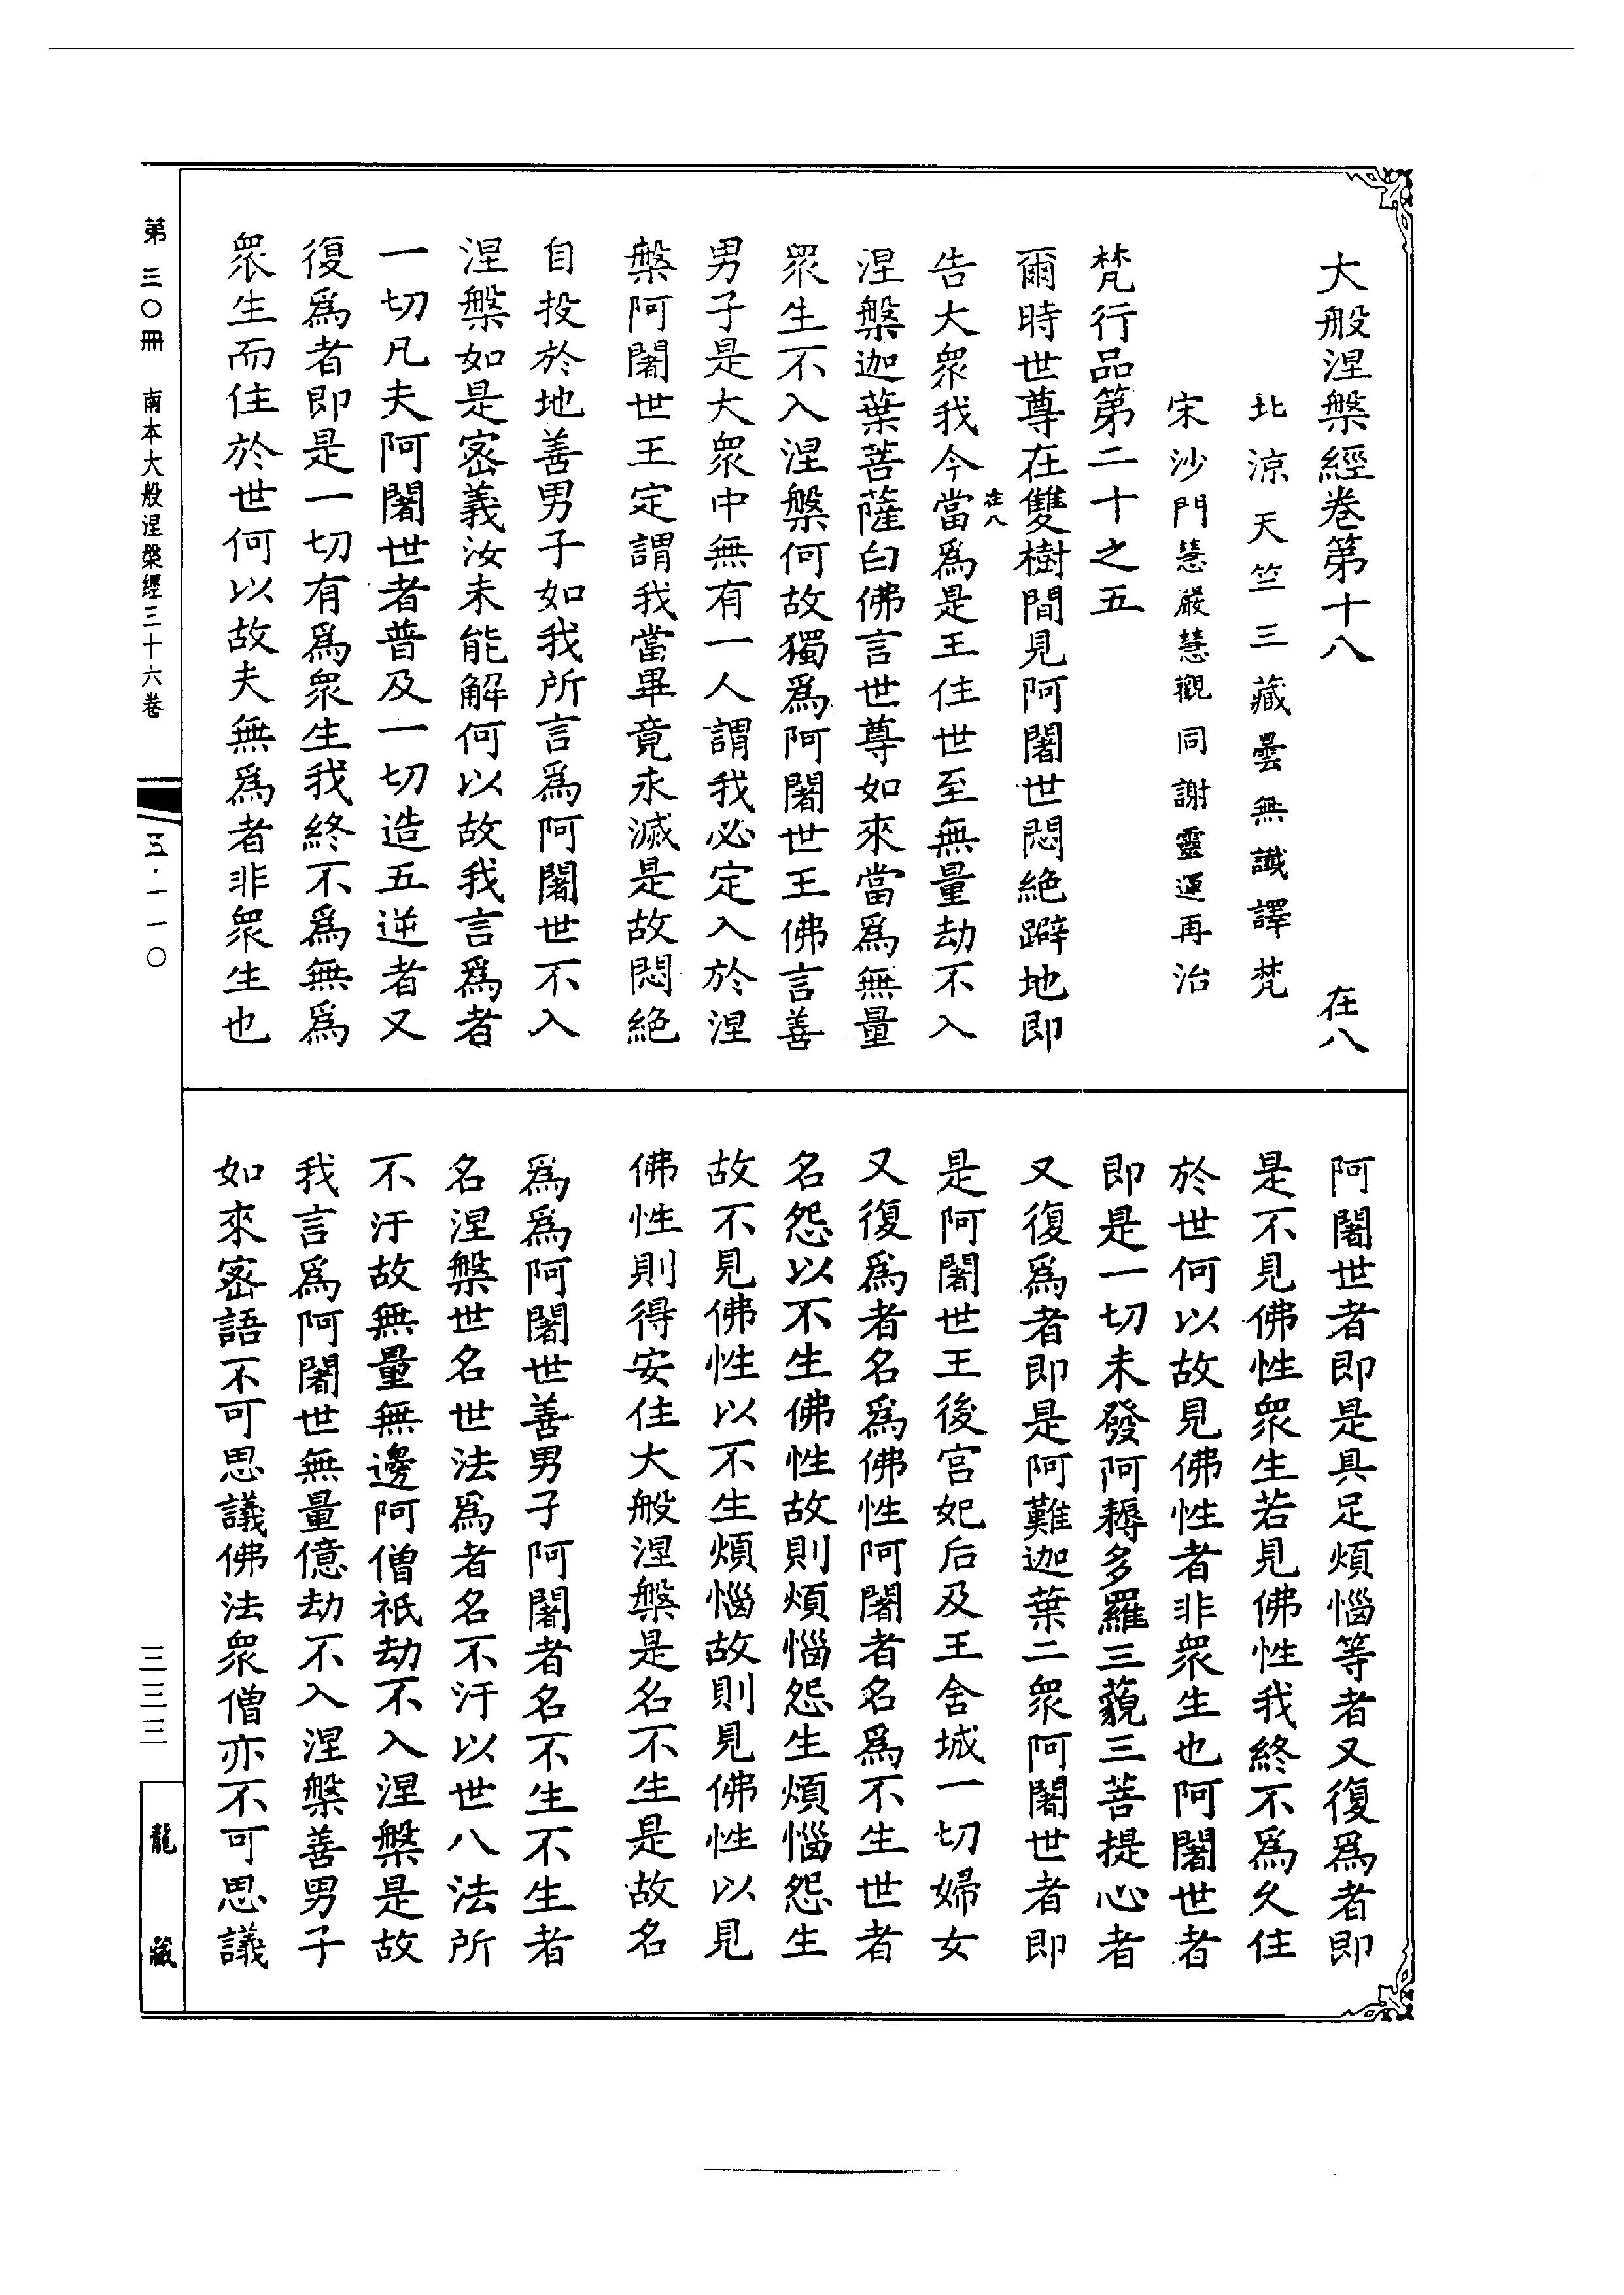 大般涅槃經卷第十八 在八
北涼天竺三藏曇無讖譯梵
宋沙門慧嚴慧觀同謝靈運再治
梵行品第二十之五
爾時世尊在雙樹間見阿闍世悶絕躃地即
在八
告大眾我今當爲是王住世至無量劫不入
涅槃迦葉菩薩白佛言世尊如來當爲無量
眾生不入涅槃何故獨爲阿闍世王佛言善
男子是大眾中無有一人謂我必定入於涅
槃阿闍世王定謂我當畢竟永滅是故悶絕
自投於地善男子如我所言爲阿闍世不入
涅槃如是密義汝未能解何以故我言爲者
一切凡夫阿闍世者普及一切造五逆者又
復爲者即是一切有爲眾生我終不爲無爲
眾生而住於世何以故夫無爲者非眾生也
阿闍世者即是具足煩惱等者又復爲者即
是不見佛性眾生若見佛性我終不爲久住
於世何以故見佛性者非眾生也阿闍世者
即是一切未發阿耨多羅三藐三菩提心者
又復爲者即是阿難迦葉二眾阿闍世者即
是阿闍世王後宮妃后及王舍城一切婦女
又復爲者名爲佛性阿闍者名爲不生世者
名怨以不生佛性故則煩惱怨生煩惱怨生
故不見佛性以不生煩惱故則見佛性以見
佛性則得安住大般涅槃是名不生是故名
爲爲阿闍世善男子阿闍者名不生不生者
名涅槃世名世法爲者名不汙以世八法所
不汙故無量無邊阿僧祇劫不入涅槃是故
我言爲阿闍世無量億劫不入涅槃善男子
如來密語不可思議佛法眾僧亦不可思議
第三〇冊 南本大般涅槃經三十六卷
五·一一〇
三三三
龍藏